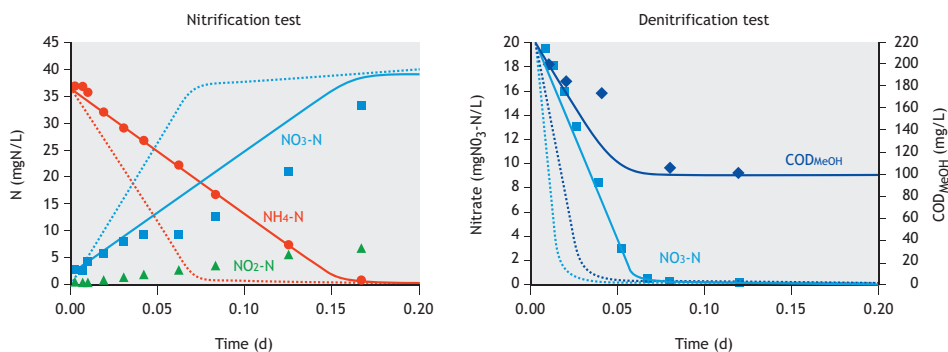 Nitrification test
N (mgN/L)
45
40
35
30
25
20
15
10
5
0
NO3-N
NH4-N
NO2-N
0.00 0.05 0.10 0.15 0.20
Time (d)
Denitrification test
Nitrate (mgNO3-N/L)
20
18
16
14
12
10
8
6
4
2
0
CODMeOH
NO3-N
220
200
180
160
140
120
100
80
60
40
20
0
CODMeOH (mg/L)
0.00 0.05 0.10 0.15 0.20
Time (d)